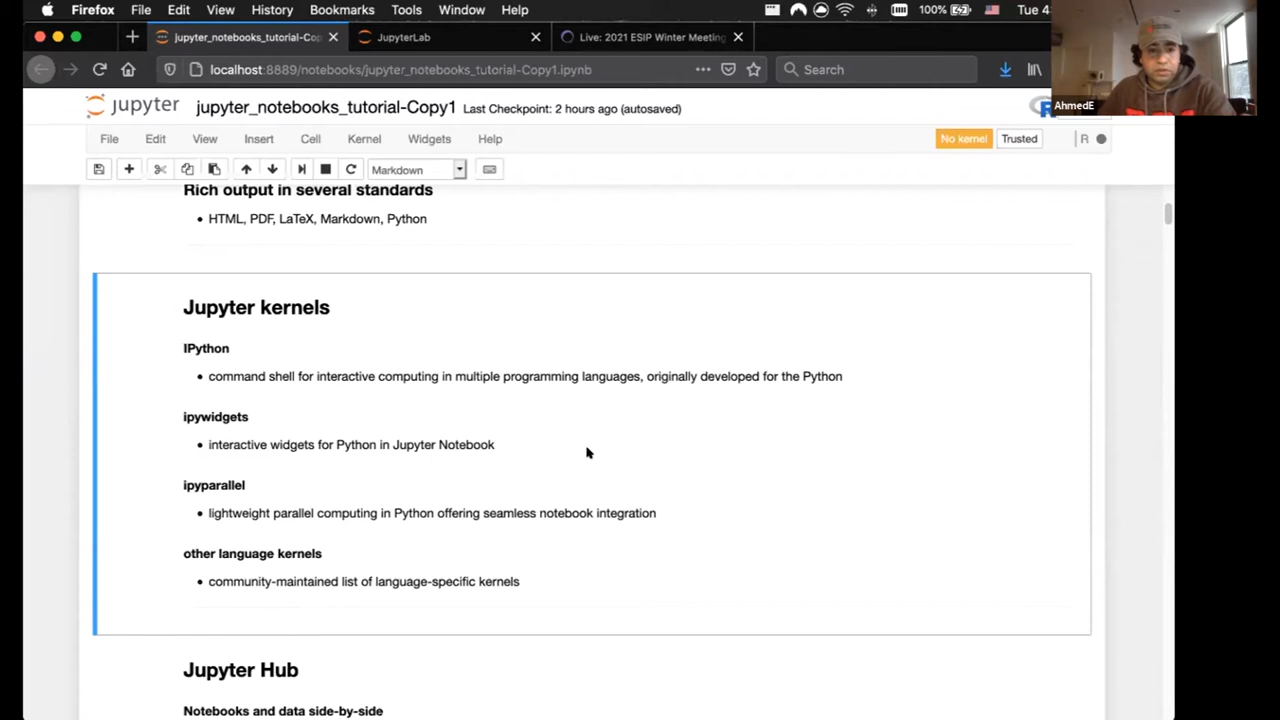 Firefox File Edit View History Bookmarks Tools Window Help 100% Tue 4
jupyter_notebooks_tutorial-Cop JupyterLab Live: 2021 ESIP Winter Meeting
localhost:8889/notebooks/jupyter_notebooks_tutorial-Copy1.ipynb Search
AhmedE
jupyter jupyter_notebooks_tutorial-Copy1 Last Checkpoint: 2 hours ago (autosaved) R
File Edit View Insert Cell Kernel Widgets Help No kernel Trusted R
Markdown
Rich output in several standards
HTML, PDF, LaTeX, Markdown, Python
Jupyter kernels
IPython
command shell for interactive computing in multiple programming languages, originally developed for the Python
ipywidgets
interactive widgets for Python in Jupyter Notebook
ipyparallel
lightweight parallel computing in Python offering seamless notebook integration
other language kernels
community-maintained list of language-specific kernels
Jupyter Hub
Notebooks and data side-by-side